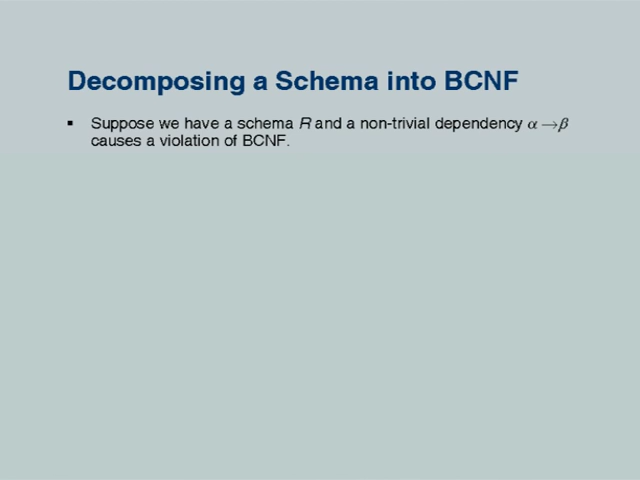 Decomposing a Schema into BCNF
▪ Suppose we have a schema R and a non-trivial dependency α → β
causes a violation of BCNF.